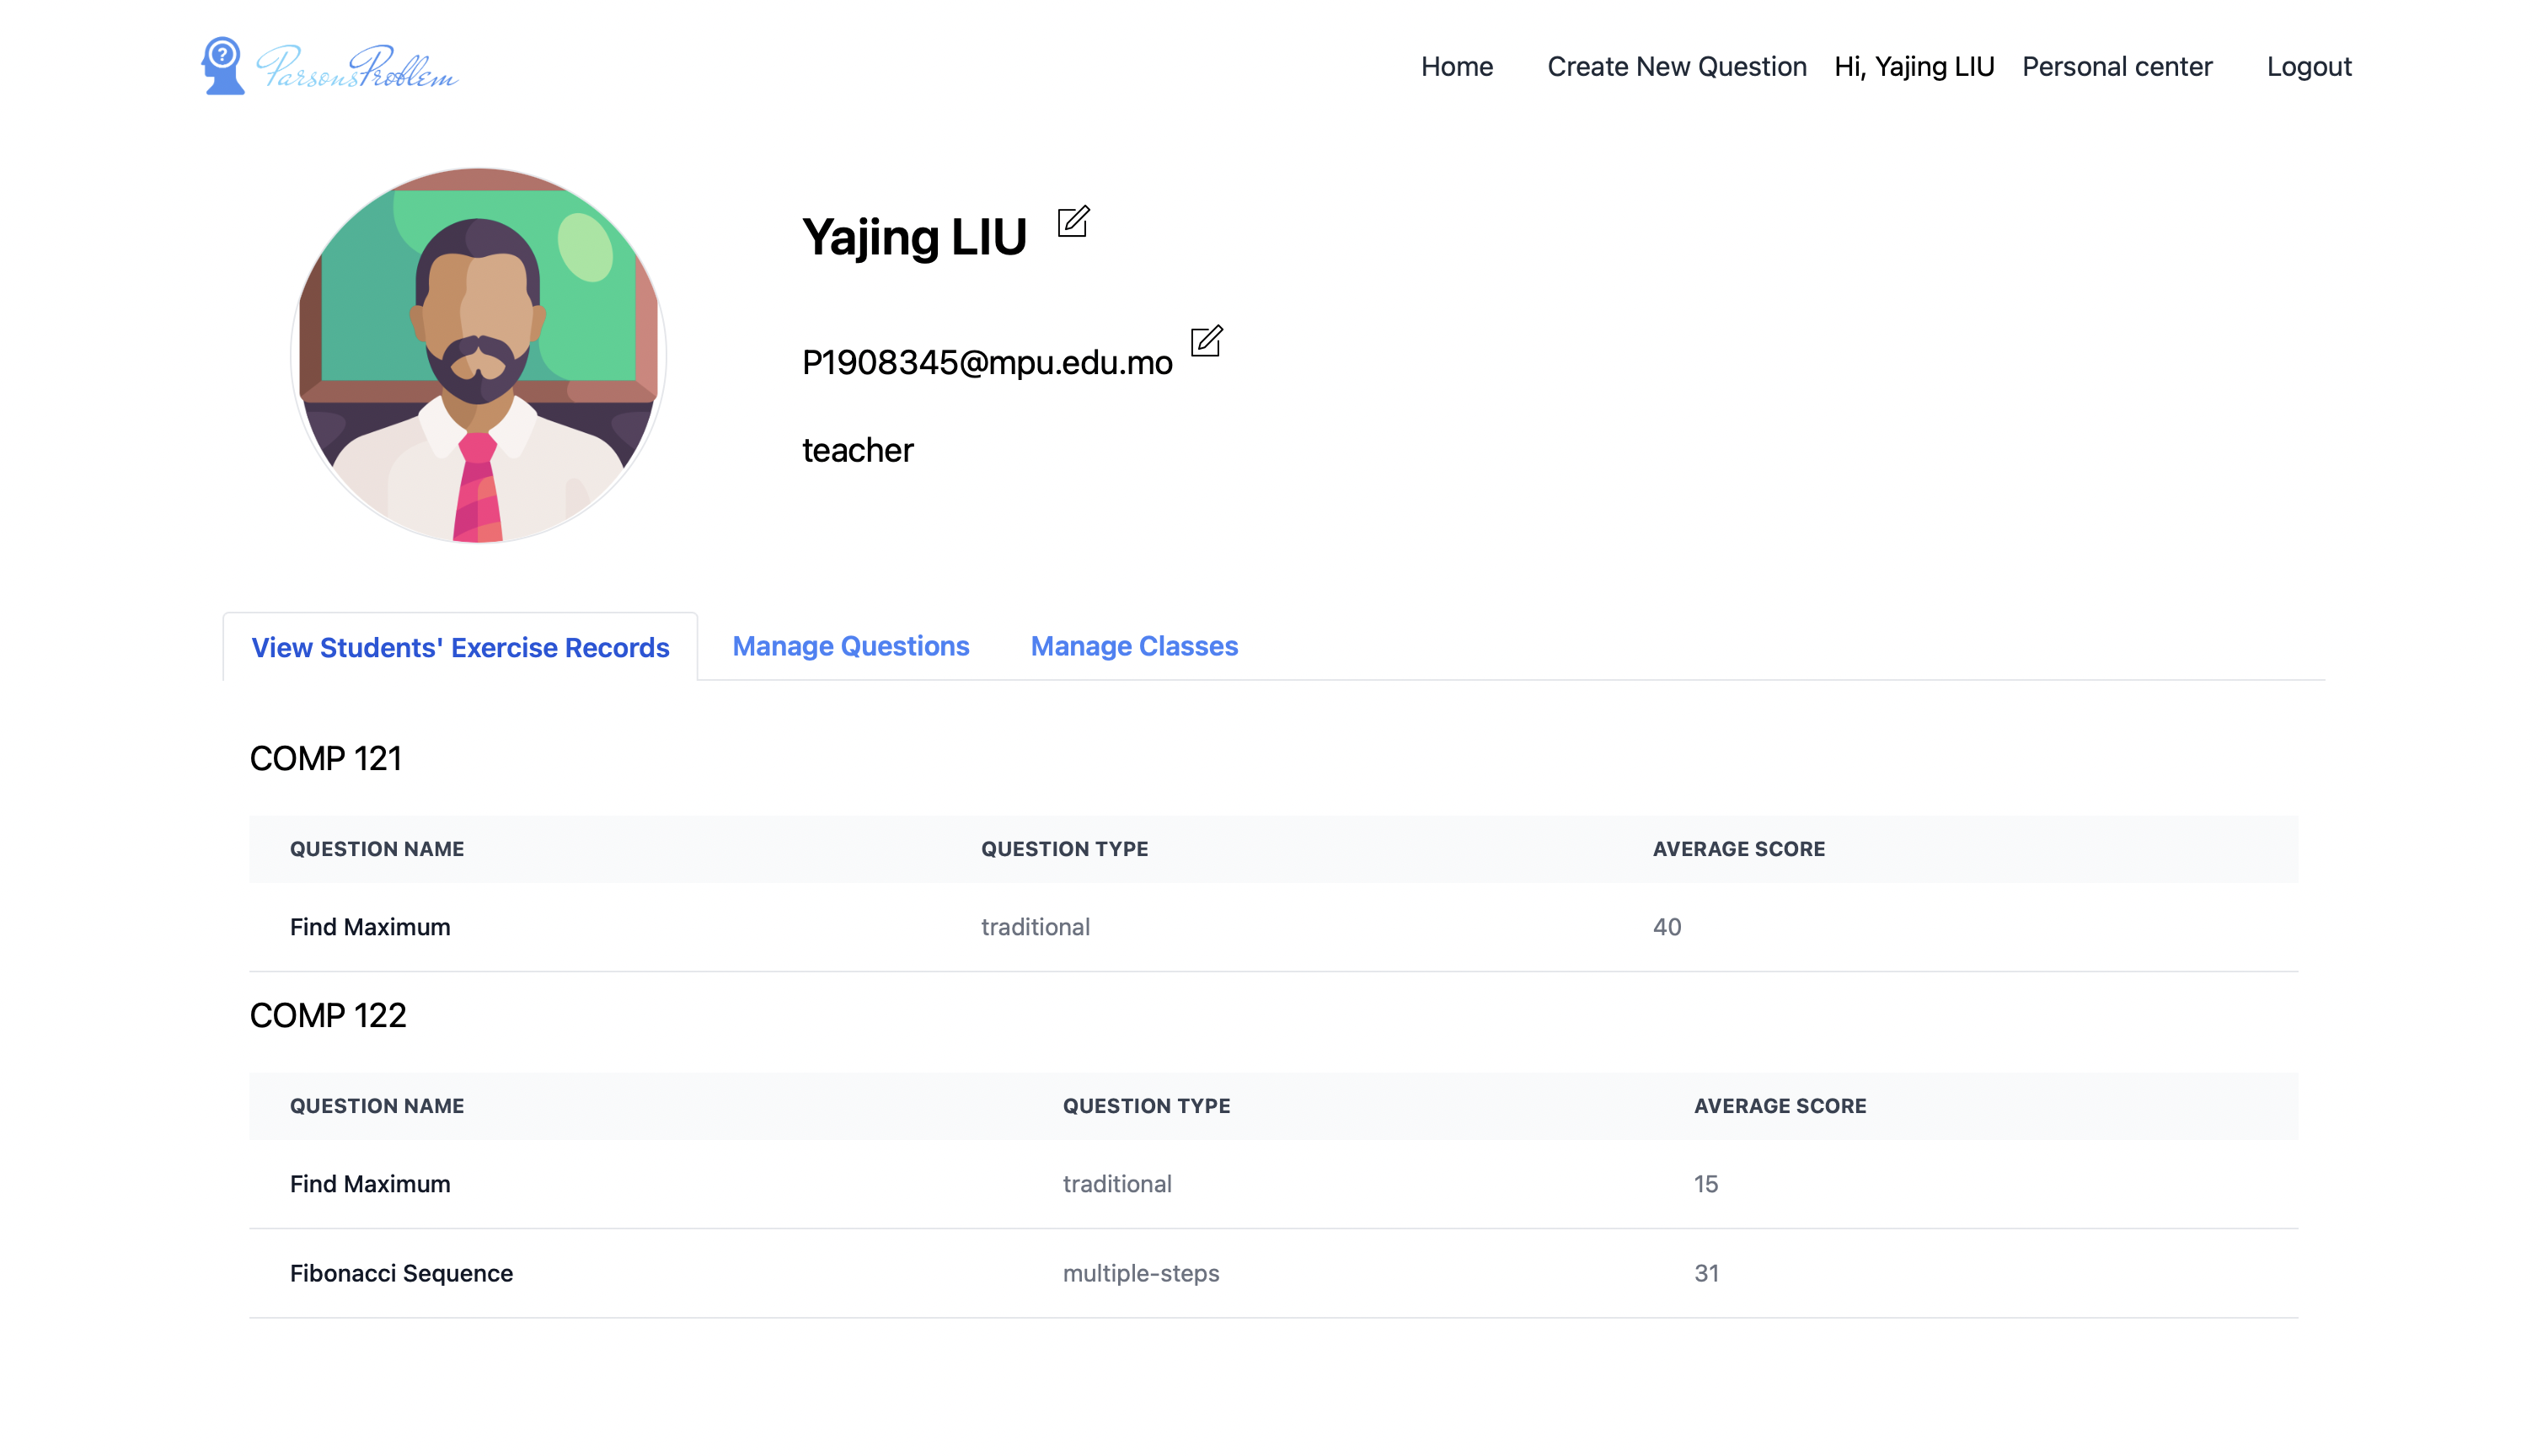 ? ParsonsProblem
Home Create New Question Hi, Yajing LIU Personal center Logout
Yajing LIU
P1908345@mpu.edu.mo
teacher
View Students' Exercise Records Manage Questions Manage Classes
COMP 121
QUESTION NAME QUESTION TYPE AVERAGE SCORE
Find Maximum traditional 40
COMP 122
QUESTION NAME QUESTION TYPE AVERAGE SCORE
Find Maximum traditional 15
Fibonacci Sequence multiple-steps 31